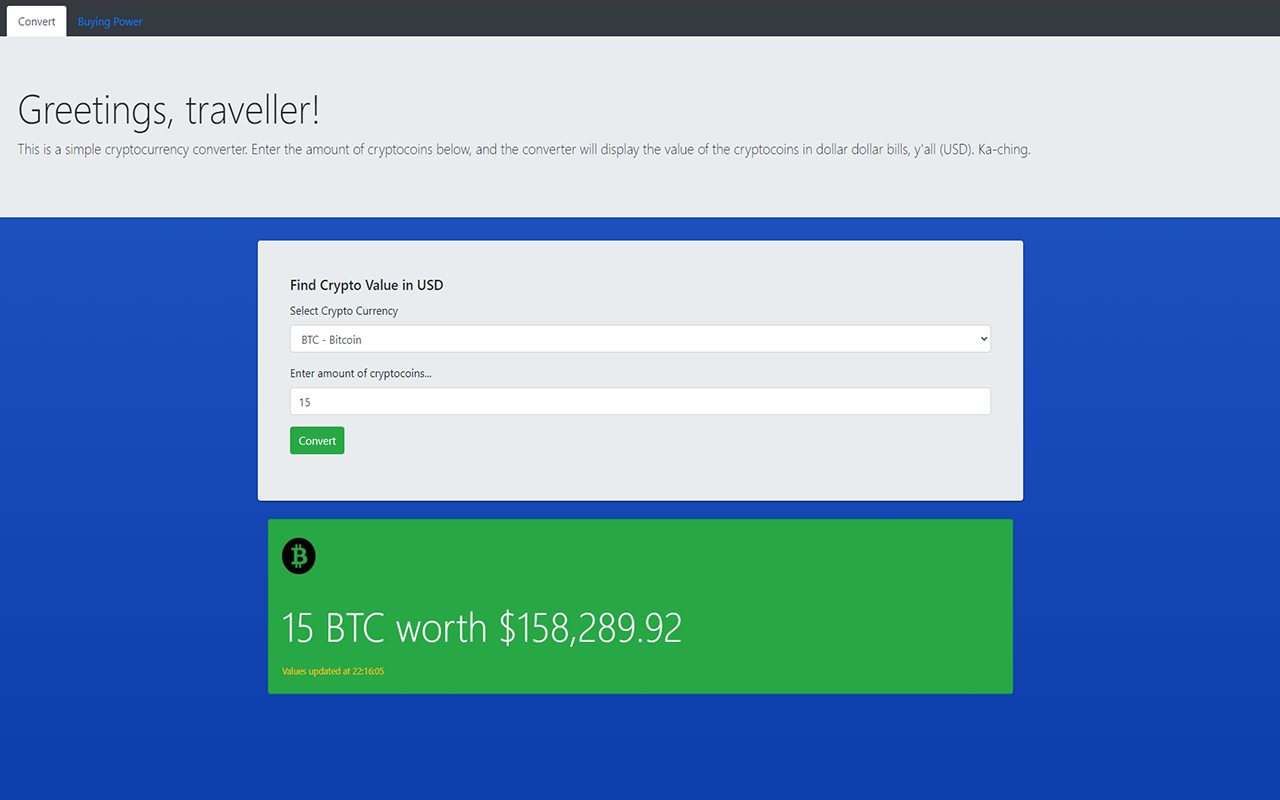 Convert Buying Power
Greetings, traveller!
This is a simple cryptocurrency converter. Enter the amount of cryptocoins below, and the converter will display the value of the cryptocoins in dollar dollar bills, y'all (USD). Ka-ching.
Find Crypto Value in USD
Select Crypto Currency
BTC - Bitcoin
Enter amount of cryptocoins...
15
Convert
15 BTC worth $158,289.92
Values updated at 22:16:05